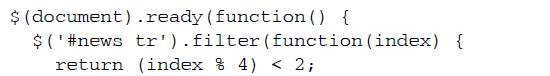 $(document).ready(function() {
  $('#news tr').filter(function(index) {
    return (index % 4) < 2;